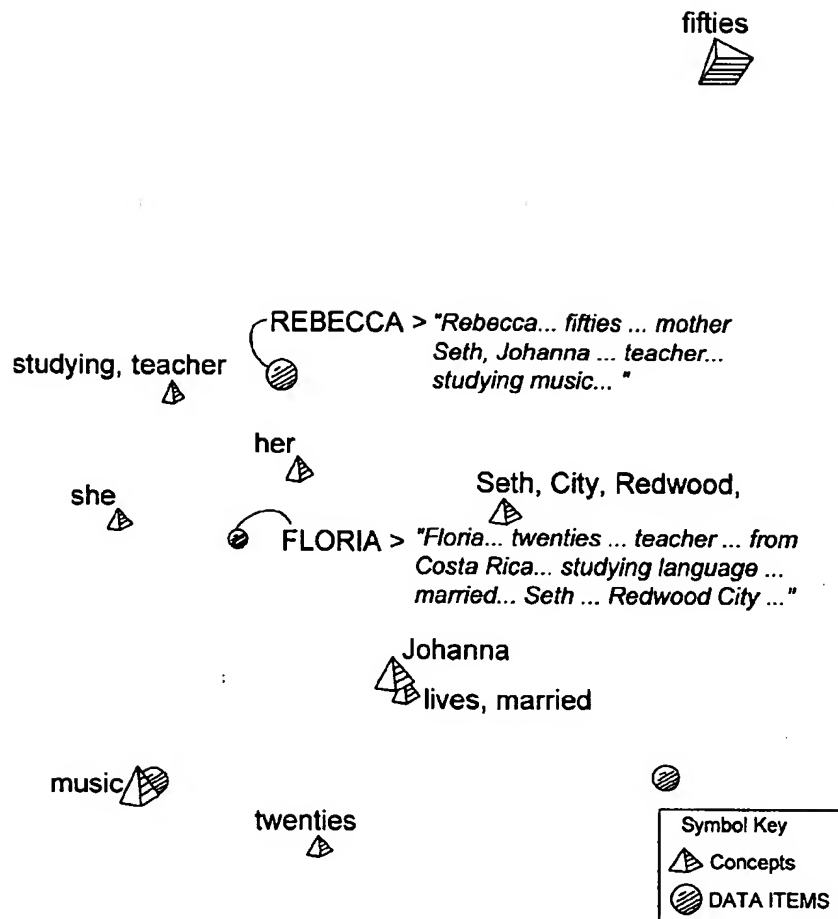 fifties
REBECCA > "Rebecca... fifties ... mother
Seth, Johanna ... teacher...
studying music... "
studying, teacher
her
she
Seth, City, Redwood,
FLORIA > "Floria... twenties ... teacher ... from
Costa Rica... studying language ...
married... Seth ... Redwood City ..."
Johanna
lives, married
music
twenties
Symbol Key
Concepts
DATA ITEMS